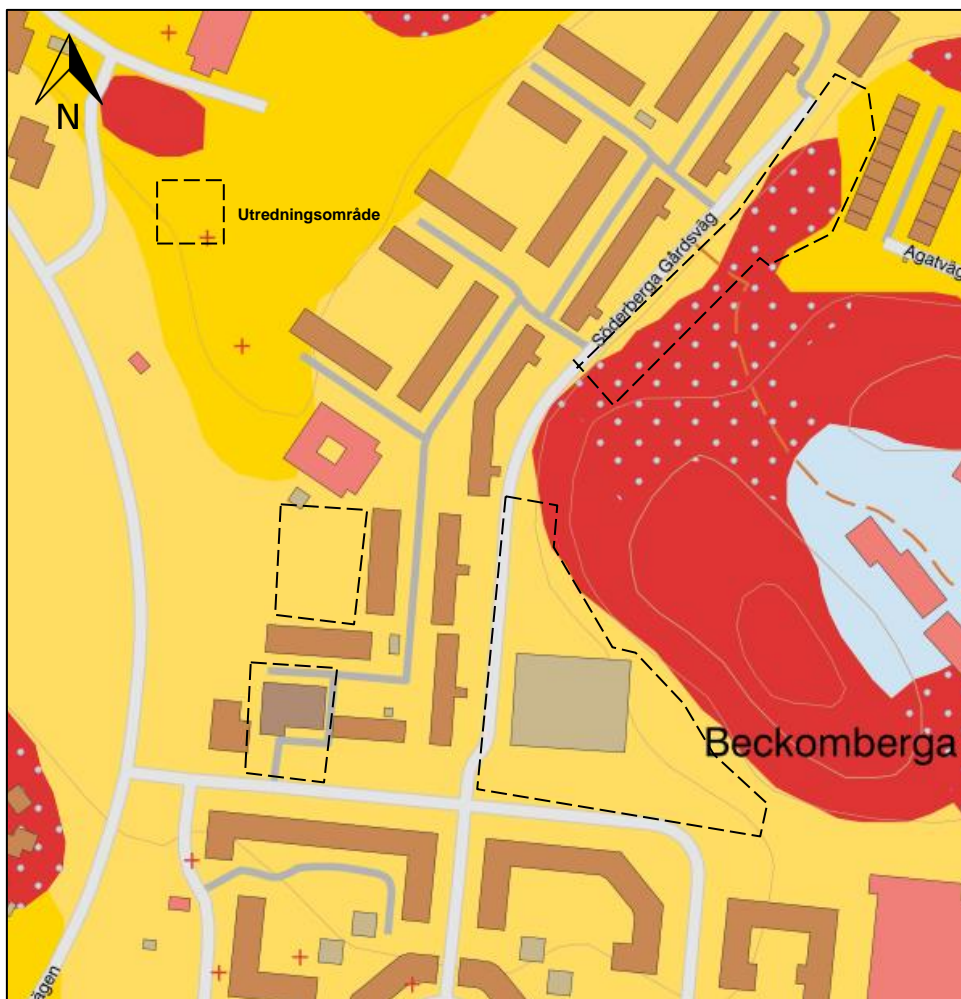 N
Utredningsområde
Söderberga Gårdsväg
Agatväg
Beckomberga
ägen